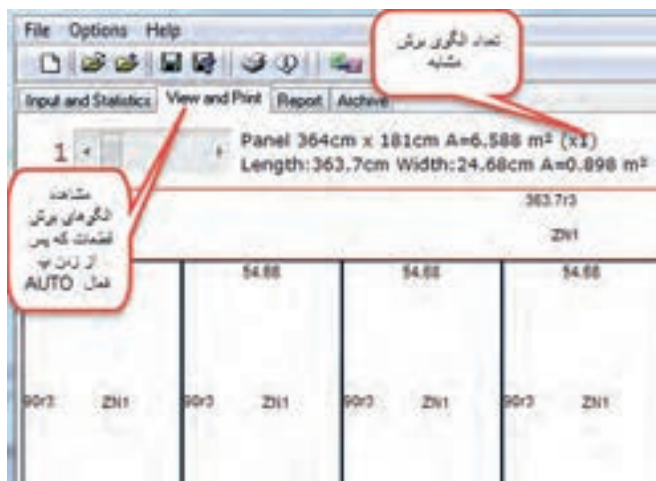 File Options Help
تعداد الگوی برش
مشابه
Input and Statistics View and Print Report Archive
1
Panel 364cm x 181cm A=6.588 m² (x1)
Length:363.7cm Width:24.68cm A=0.898 m²
مشاهده
الگوهای برش
قطعات که پس
از زدن
فعال AUTO
363.7r3
ZN1
54.68 54.68 54.68
90r3 ZN1 90r3 ZN1 90r3 ZN1 90r3 ZN1